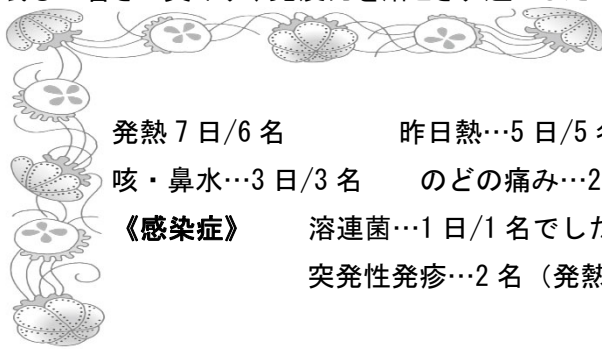 発熱 7 日/6 名　昨日熱…5 日/5 名
咳・鼻水…3 日/3 名　のどの痛み…2
《感染症》　溶連菌…1 日/1 名でした
突発性発疹…2 名（発熱